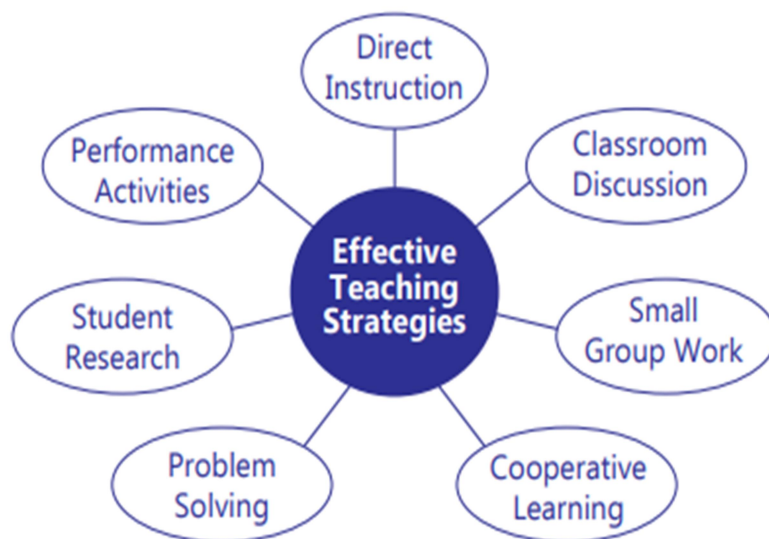 Direct
Instruction
Performance
Activities
Classroom
Discussion
Effective
Teaching
Strategies
Student
Research
Small
Group Work
Problem
Solving
Cooperative
Learning